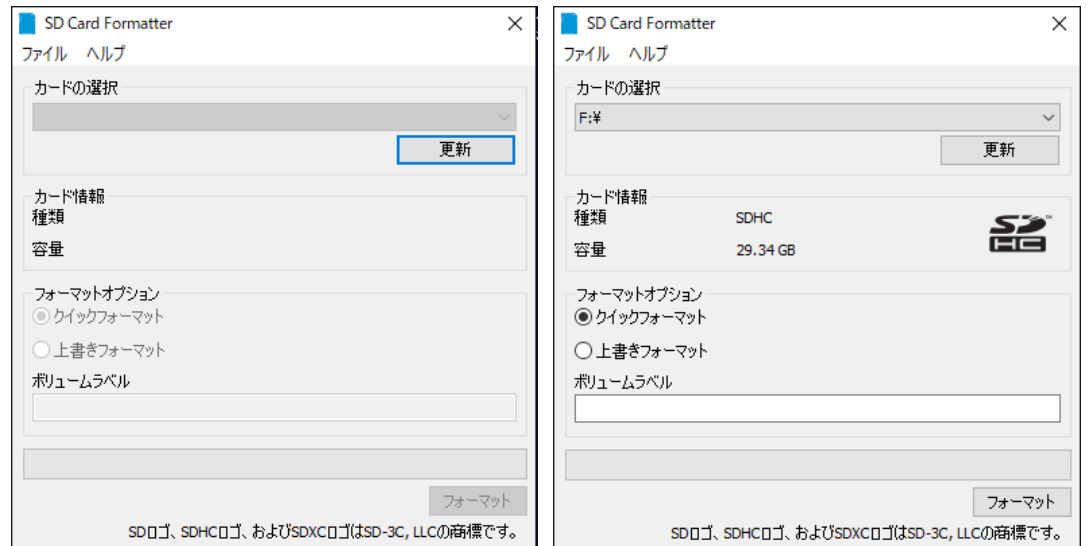 SD Card Formatter
ファイル ヘルプ
カードの選択
更新
カード情報
種類
容量
フォーマットオプション
クイックフォーマット
上書きフォーマット
ボリュームラベル
フォーマット
SDロゴ、SDHCロゴ、およびSDXCロゴはSD-3C, LLCの商標です。
SD Card Formatter
ファイル ヘルプ
カードの選択
F:¥
更新
カード情報
種類 SDHC
容量 29.34 GB
SD HC
フォーマットオプション
クイックフォーマット
上書きフォーマット
ボリュームラベル
フォーマット
SDロゴ、SDHCロゴ、およびSDXCロゴはSD-3C, LLCの商標です。